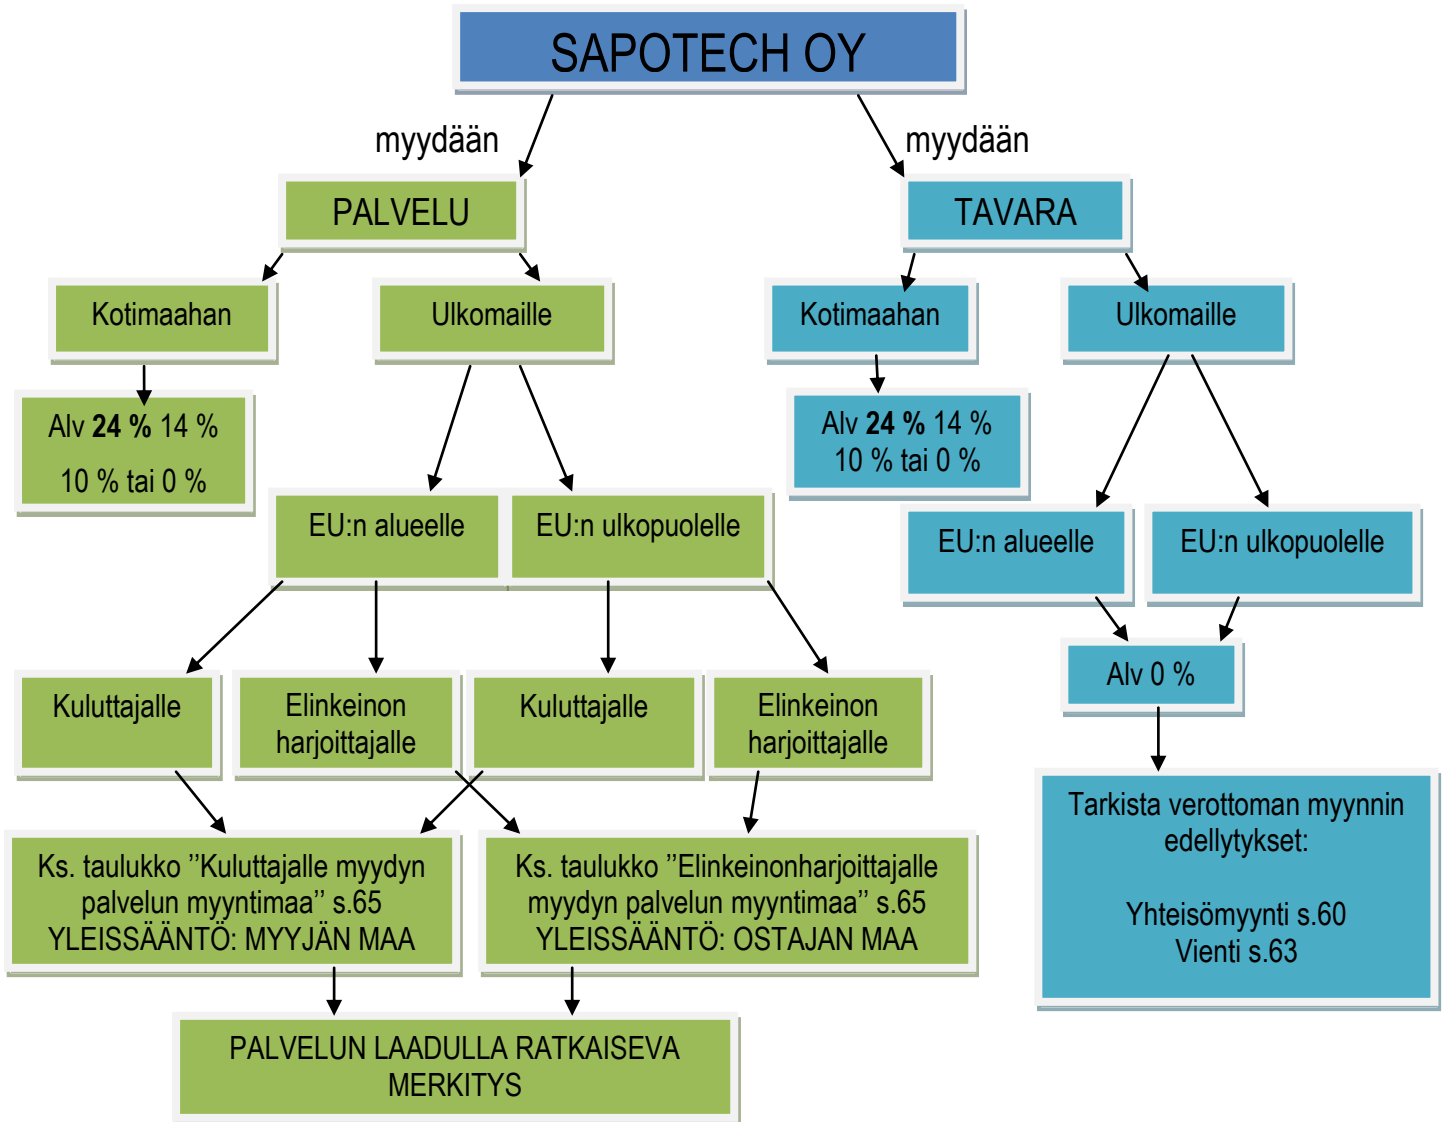 SAPOTECH OY
myydään
myydään
PALVELU
TAVARA
Kotimaahan
Ulkomaille
Kotimaahan
Ulkomaille
Alv 24 % 14 %
10 % tai 0 %
Alv 24 % 14 %
10 % tai 0 %
EU:n alueelle
EU:n ulkopuolelle
EU:n alueelle
EU:n ulkopuolelle
Kuluttajalle
Elinkeinon
harjoittajalle
Kuluttajalle
Elinkeinon
harjoittajalle
Alv 0 %
Ks. taulukko ”Kuluttajalle myydyn
palvelun myyntimaa” s.65
YLEISSÄÄNTÖ: MYYJÄN MAA
Ks. taulukko ”Elinkeinonharjoittajalle
myydyn palvelun myyntimaa” s.65
YLEISSÄÄNTÖ: OSTAJAN MAA
Tarkista verottoman myynnin
edellytykset:
Yhteisömyynti s.60
Vienti s.63
PALVELUN LAADULLA RATKAISEVA
MERKITYS